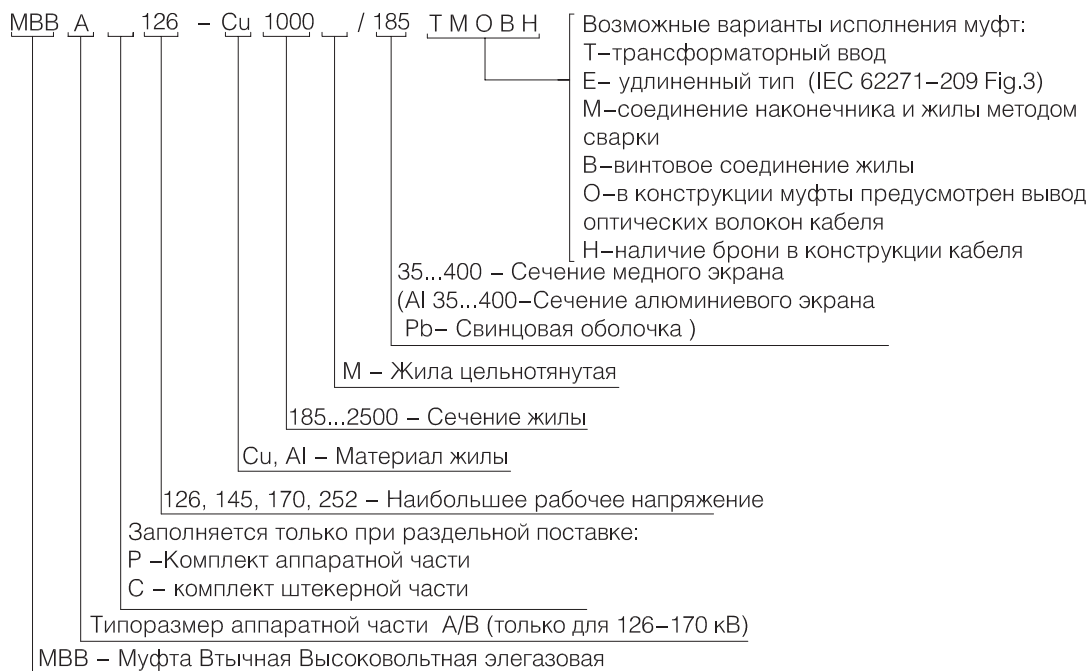 МВВ А _ 126 – Cu 1000 _ / 185 Т М О В Н
Возможные варианты исполнения муфт:
Т–трансформаторный ввод
Е– удлиненный тип (IEC 62271–209 Fig.3)
М–соединение наконечника и жилы методом
сварки
В–винтовое соединение жилы
О–в конструкции муфты предусмотрен вывод
оптических волокон кабеля
Н–наличие брони в конструкции кабеля
35...400 – Сечение медного экрана
(Al 35...400–Сечение алюминиевого экрана
Pb– Свинцовая оболочка )
М – Жила цельнотянутая
185...2500 – Сечение жилы
Cu, Al – Материал жилы
126, 145, 170, 252 – Наибольшее рабочее напряжение
Заполняется только при раздельной поставке:
Р –Комплект аппаратной части
С – комплект штекерной части
Типоразмер аппаратной части А/В (только для 126–170 кВ)
МВВ – Муфта Втычная Высоковольтная элегазовая